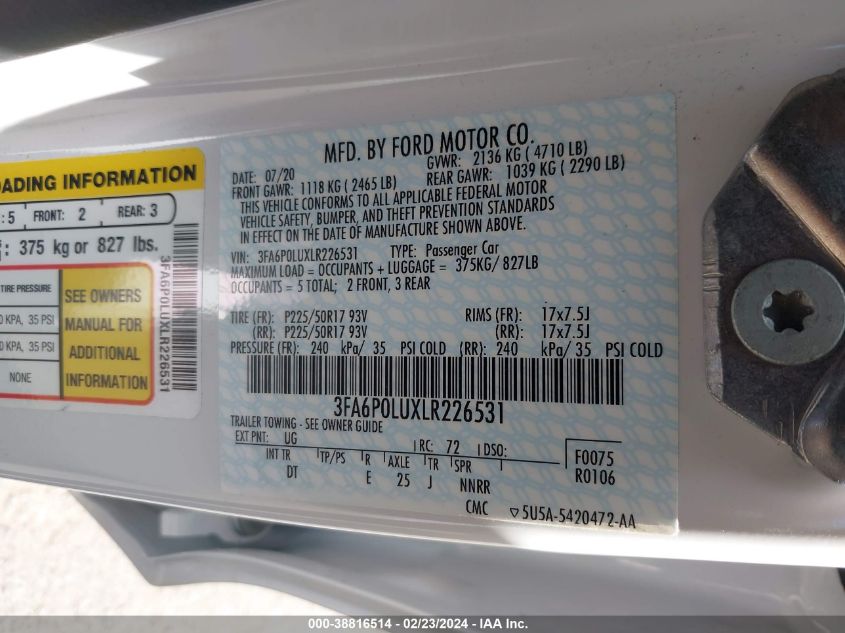 OADING INFORMATION
: 5 FRONT: 2 REAR: 3
: 375 kg or 827 lbs.
TIRE PRESSURE
0 KPA, 35 PSI
0 KPA, 35 PSI
NONE
SEE OWNERS
MANUAL FOR
ADDITIONAL
INFORMATION
3FA6P0LUXLR226531
MFD. BY FORD MOTOR CO.
DATE: 07/20 GVWR: 2136 KG ( 4710 LB)
FRONT GAWR: 1118 KG ( 2465 LB) REAR GAWR: 1039 KG ( 2290 LB)
THIS VEHICLE CONFORMS TO ALL APPLICABLE FEDERAL MOTOR
VEHICLE SAFETY, BUMPER, AND THEFT PREVENTION STANDARDS
IN EFFECT ON THE DATE OF MANUFACTURE SHOWN ABOVE.
VIN: 3FA6P0LUXLR226531 TYPE: Passenger Car
MAXIMUM LOAD = OCCUPANTS + LUGGAGE = 375KG/ 827LB
OCCUPANTS = 5 TOTAL; 2 FRONT, 3 REAR
TIRE (FR): P225/50R17 93V RIMS (FR): 17x7.5J
(RR): P225/50R17 93V (RR): 17x7.5J
PRESSURE (FR): 240 kPa/ 35 PSI COLD (RR): 240 kPa/ 35 PSI COLD
3FA6P0LUXLR226531
TRAILER TOWING - SEE OWNER GUIDE
EXT PNT: UG RC: 72 DSO: F0075
INT TR TP/PS R AXLE TR SPR R0106
DT E 25 J NNRR
CMC ▽5U5A-5420472-AA
000-38816514 - 02/23/2024 - IAA Inc.